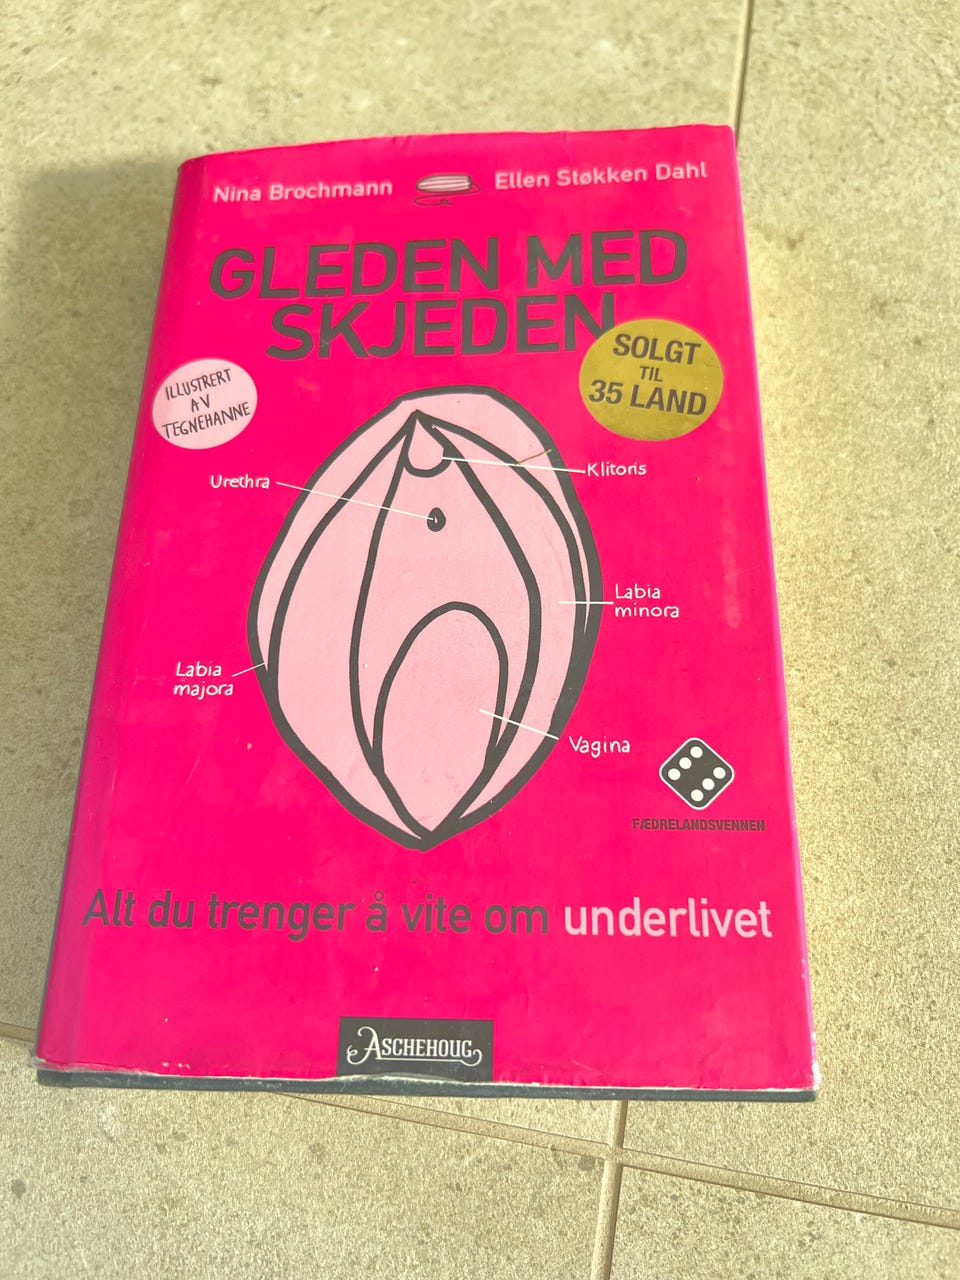 Nina Brochmann
Ellen Støkken Dahl
GLEDEN MED
SKJEDEN
SOLGT
TIL
35 LAND
ILLUSTRERT
AV
TEGNEHANNE
Klitoris
Urethra
Labia
minora
Labia
majora
Vagina
FÆDRELANDSVENNEN
Alt du trenger å vite om underlivet
ASCHEHOUG